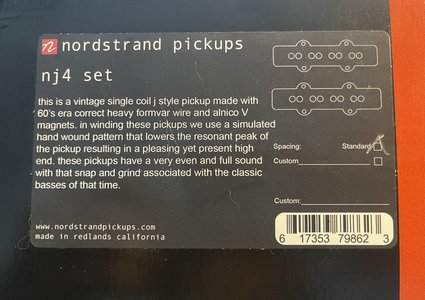 nordstrand pickups
nj4 set
this is a vintage single coil j style pickup made with
60's era correct heavy formvar wire and alnico V
magnets. in winding these pickups we use a simulated
hand wound pattern that lowers the resonant peak of
the pickup resulting in a pleasing yet present high
end. these pickups have a very even and full sound
with that snap and grind associated with the classic
basses of that time.
www.nordstrandpickups.com
made in redlands california
Spacing: Standard
Custom
Custom:
6 17353 79862 3